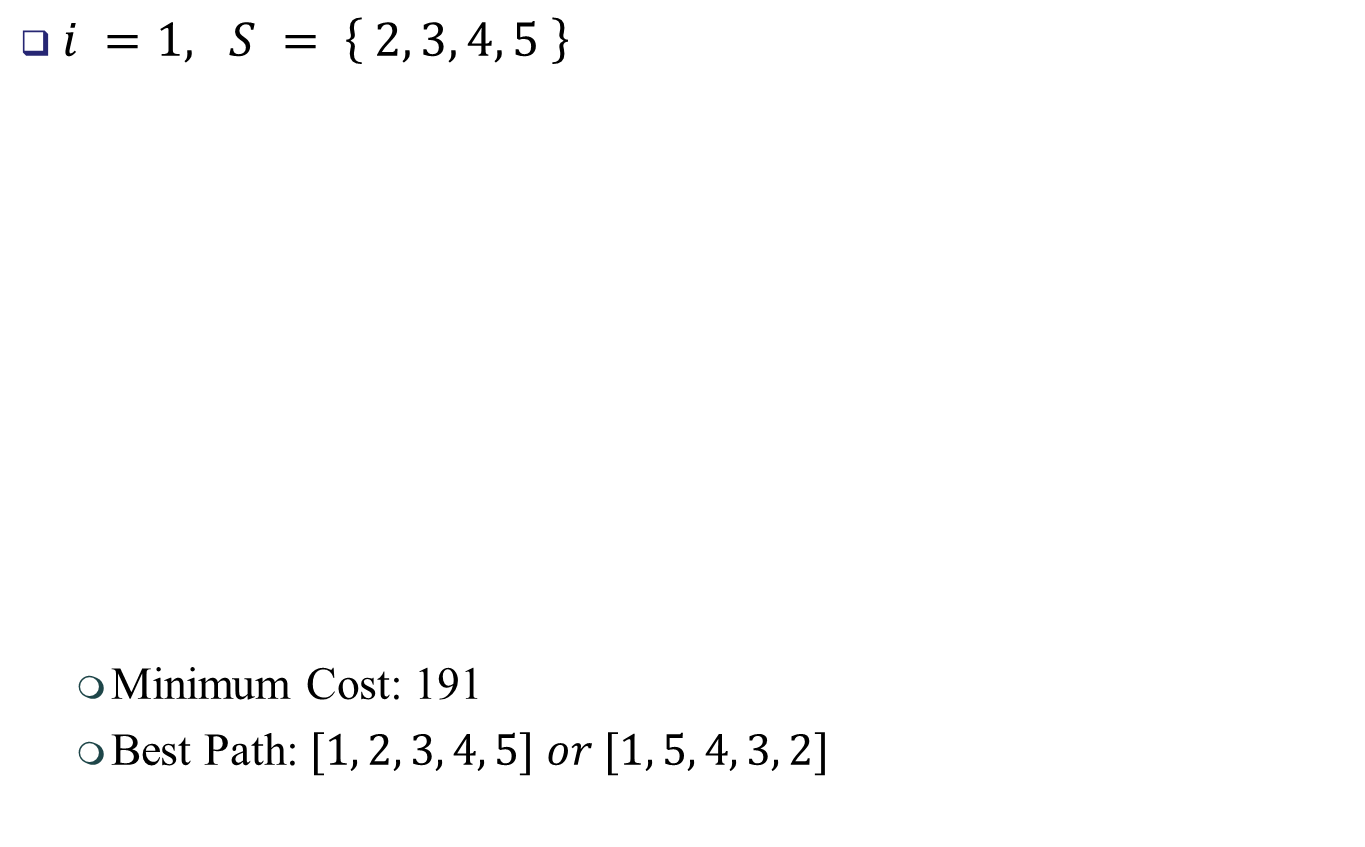 i = 1, S = { 2, 3, 4, 5 }
Minimum Cost: 191
Best Path: [1, 2, 3, 4, 5] or [1, 5, 4, 3, 2]